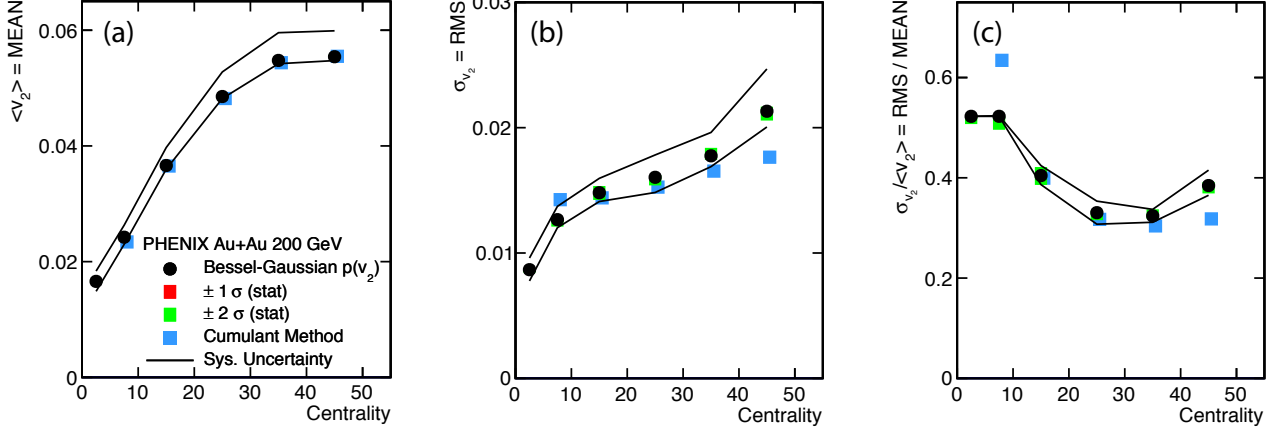 (a)
<v2> = MEAN
0.06
0.04
0.02
0
PHENIX Au+Au 200 GeV
Bessel-Gaussian p(v2)
± 1 σ (stat)
± 2 σ (stat)
Cumulant Method
Sys. Uncertainty
0 10 20 30 40 50
Centrality
(b)
σv2 = RMS
0.03
0.02
0.01
0
0 10 20 30 40 50
Centrality
(c)
σv2/<v2> = RMS / MEAN
0.6
0.4
0.2
0
0 10 20 30 40 50
Centrality